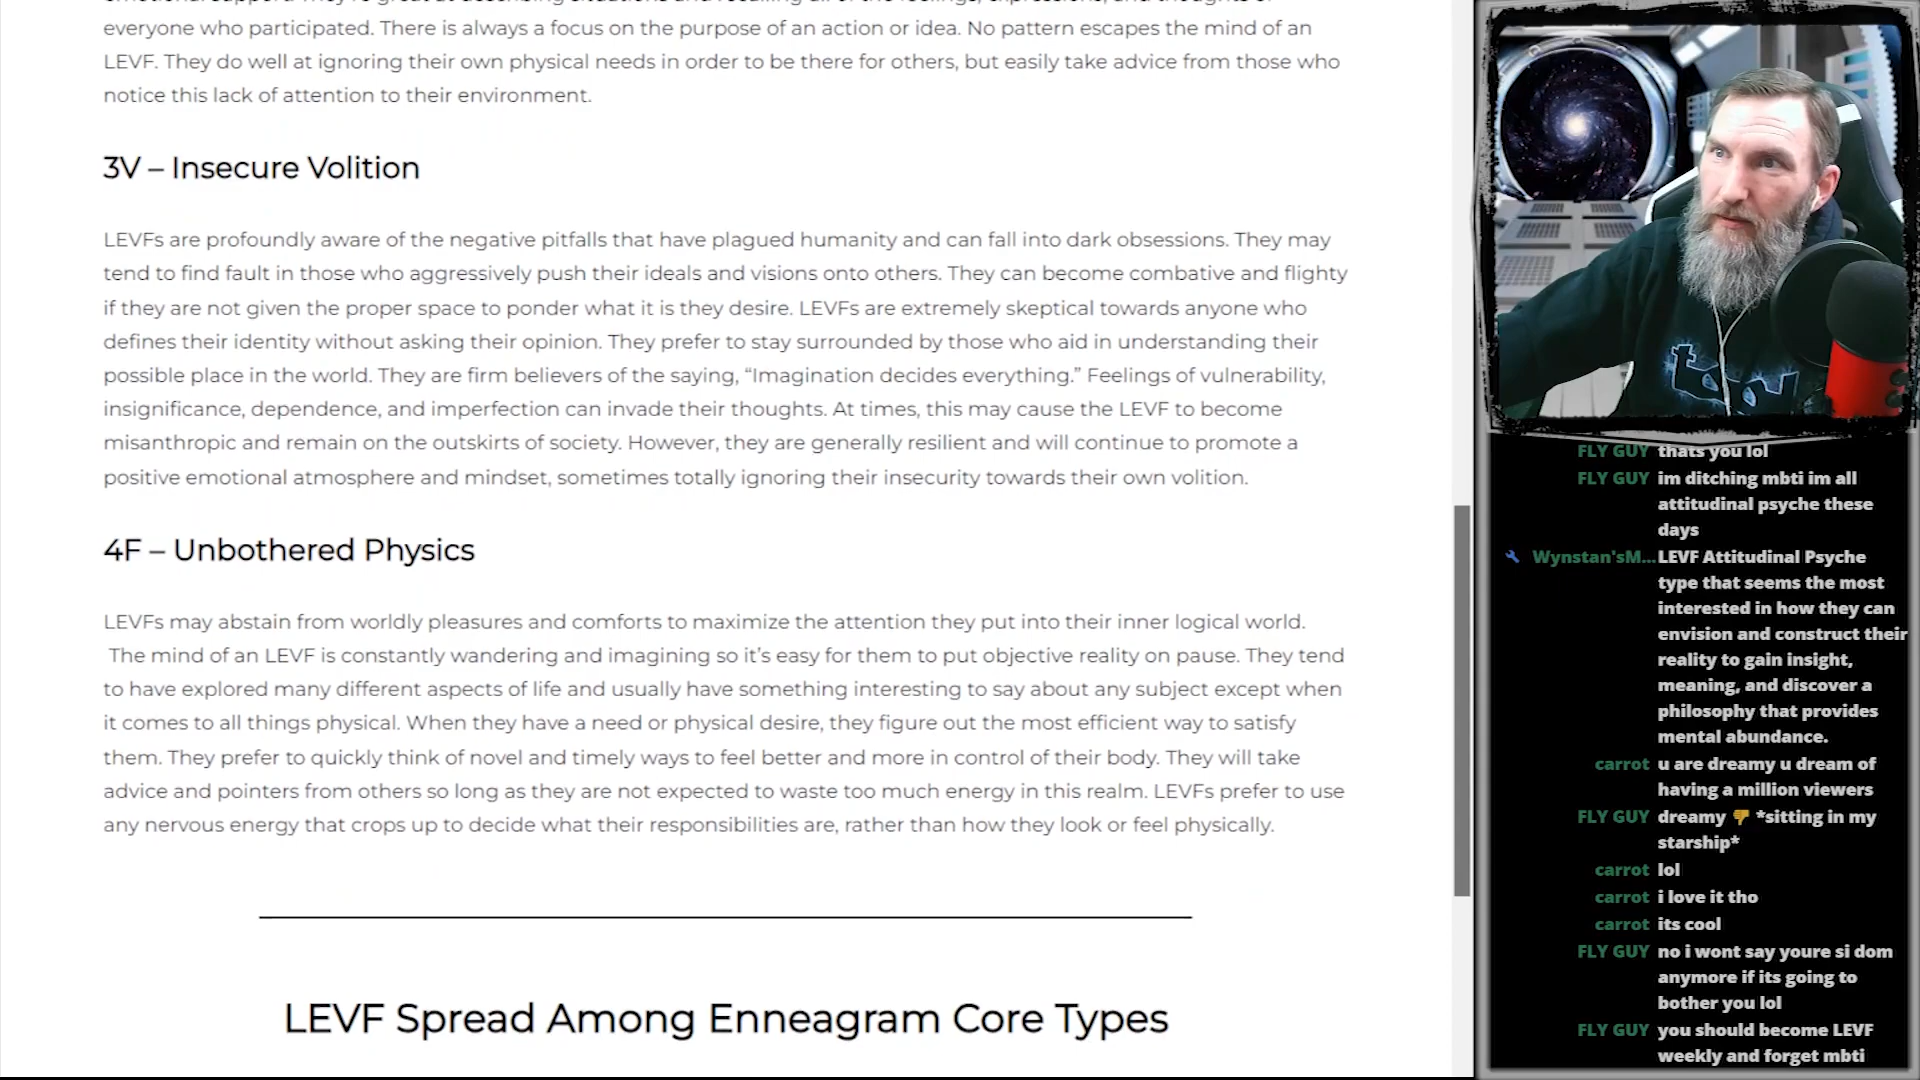 everyone who participated. There is always a focus on the purpose of an action or idea. No pattern escapes the mind of an
LEVF. They do well at ignoring their own physical needs in order to be there for others, but easily take advice from those who
notice this lack of attention to their environment.
3V – Insecure Volition
LEVFs are profoundly aware of the negative pitfalls that have plagued humanity and can fall into dark obsessions. They may
tend to find fault in those who aggressively push their ideals and visions onto others. They can become combative and flighty
if they are not given the proper space to ponder what it is they desire. LEVFs are extremely skeptical towards anyone who
defines their identity without asking their opinion. They prefer to stay surrounded by those who aid in understanding their
possible place in the world. They are firm believers of the saying, “Imagination decides everything.” Feelings of vulnerability,
insignificance, dependence, and imperfection can invade their thoughts. At times, this may cause the LEVF to become
misanthropic and remain on the outskirts of society. However, they are generally resilient and will continue to promote a
positive emotional atmosphere and mindset, sometimes totally ignoring their insecurity towards their own volition.
4F – Unbothered Physics
LEVFs may abstain from worldly pleasures and comforts to maximize the attention they put into their inner logical world.
The mind of an LEVF is constantly wandering and imagining so it’s easy for them to put objective reality on pause. They tend
to have explored many different aspects of life and usually have something interesting to say about any subject except when
it comes to all things physical. When they have a need or physical desire, they figure out the most efficient way to satisfy
them. They prefer to quickly think of novel and timely ways to feel better and more in control of their body. They will take
advice and pointers from others so long as they are not expected to waste too much energy in this realm. LEVFs prefer to use
any nervous energy that crops up to decide what their responsibilities are, rather than how they look or feel physically.
LEVF Spread Among Enneagram Core Types
FLY GUY thats you lol
FLY GUY im ditching mbti im all
attitudinal psyche these
days
Wynstan'sM... LEVF Attitudinal Psyche
type that seems the most
interested in how they can
envision and construct their
reality to gain insight,
meaning, and discover a
philosophy that provides
mental abundance.
carrot u are dreamy u dream of
having a million viewers
FLY GUY dreamy 👎 *sitting in my
starship*
carrot lol
carrot i love it tho
carrot its cool
FLY GUY no i wont say youre si dom
anymore if its going to
bother you lol
FLY GUY you should become LEVF
weekly and forget mbti